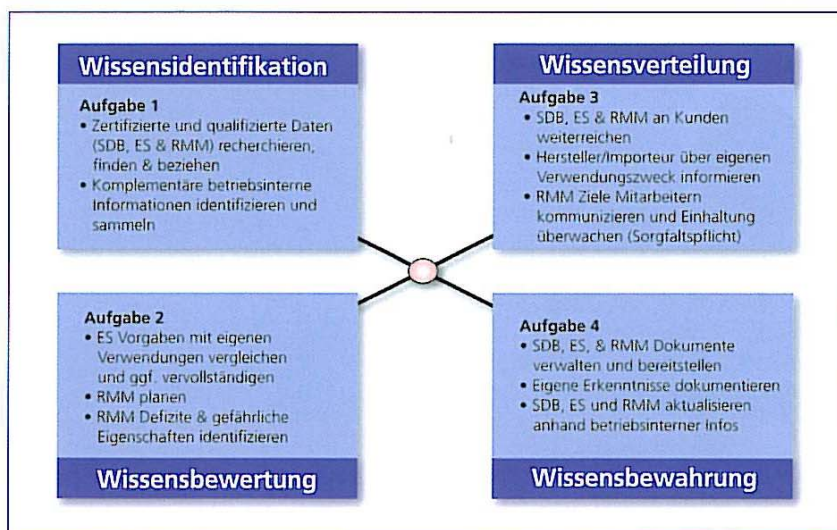 Wissensidentifikation
Aufgabe 1
• Zertifizierte und qualifizierte Daten
(SDB, ES & RMM) recherchieren,
finden & beziehen
• Komplementäre betriebsinterne
Informationen identifizieren und
sammeln
Wissensverteilung
Aufgabe 3
• SDB, ES & RMM an Kunden
weiterreichen
• Hersteller/Importeur über eigenen
Verwendungszweck informieren
• RMM Ziele Mitarbeitern
kommunizieren und Einhaltung
überwachen (Sorgfaltspflicht)
Aufgabe 2
• ES Vorgaben mit eigenen
Verwendungen vergleichen
und ggf. vervollständigen
• RMM planen
• RMM Defizite & gefährliche
Eigenschaften identifizieren
Wissensbewertung
Aufgabe 4
• SDB, ES, & RMM Dokumente
verwalten und bereitstellen
• Eigene Erkenntnisse dokumentieren
• SDB, ES und RMM aktualisieren
anhand betriebsinterner Infos
Wissensbewahrung